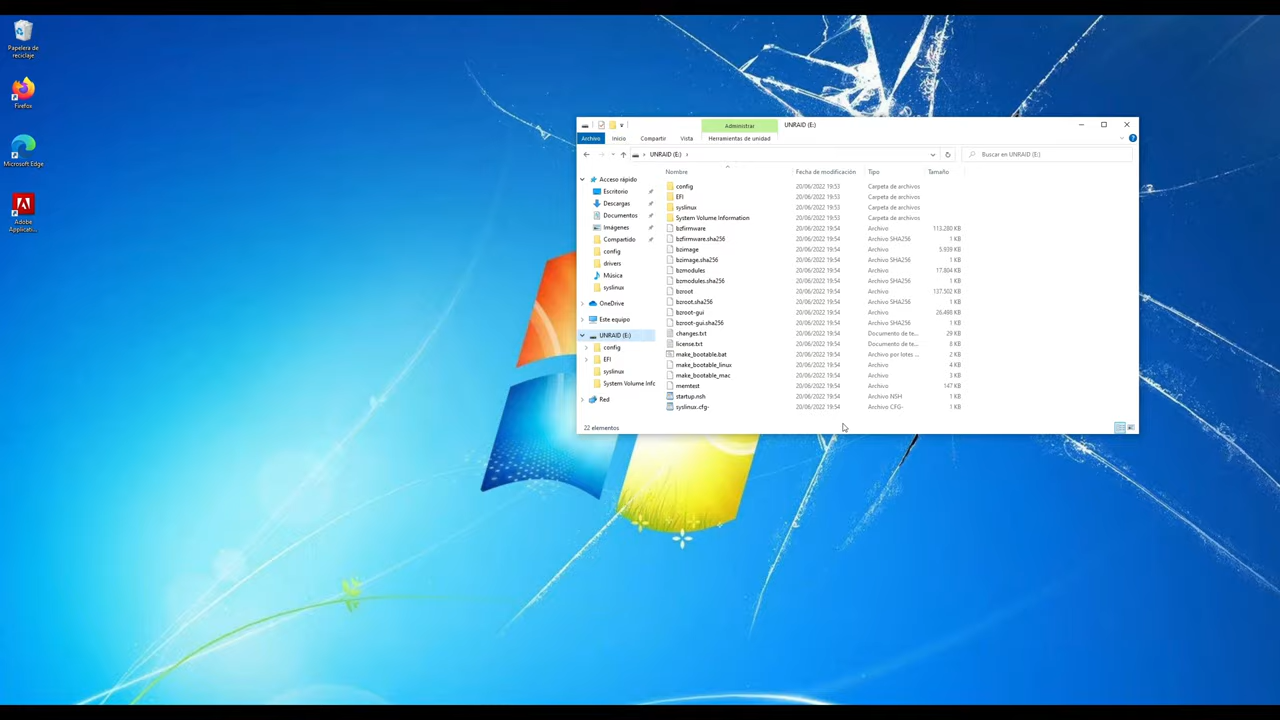 Papelera de
reciclaje
Firefox
Microsoft Edge
Adobe
Applicati...
Administrar
UNRAID (E:)
Archivo
Inicio
Compartir
Vista
Herramientas de unidad
UNRAID (E:)
Buscar en UNRAID (E:)
Acceso rápido
Escritorio
Descargas
Documentos
Imágenes
Compartido
config
drivers
Música
syslinux
OneDrive
Este equipo
UNRAID (E:)
config
EFI
syslinux
System Volume Infc
Red
Nombre Fecha de modificación Tipo Tamaño
config 20/06/2022 19:53 Carpeta de archivos
EFI 20/06/2022 19:53 Carpeta de archivos
syslinux 20/06/2022 19:53 Carpeta de archivos
System Volume Information 20/06/2022 19:53 Carpeta de archivos
bzfirmware 20/06/2022 19:54 Archivo 113.280 KB
bzfirmware.sha256 20/06/2022 19:54 Archivo SHA256 1 KB
bzimage 20/06/2022 19:54 Archivo 5.939 KB
bzimage.sha256 20/06/2022 19:54 Archivo SHA256 1 KB
bzmodules 20/06/2022 19:54 Archivo 17.804 KB
bzmodules.sha256 20/06/2022 19:54 Archivo SHA256 1 KB
bzroot 20/06/2022 19:54 Archivo 137.502 KB
bzroot.sha256 20/06/2022 19:54 Archivo SHA256 1 KB
bzroot-gui 20/06/2022 19:54 Archivo 26.498 KB
bzroot-gui.sha256 20/06/2022 19:54 Archivo SHA256 1 KB
changes.txt 20/06/2022 19:54 Documento de te... 29 KB
license.txt 20/06/2022 19:54 Documento de te... 8 KB
make_bootable.bat 20/06/2022 19:54 Archivo por lotes ... 2 KB
make_bootable_linux 20/06/2022 19:54 Archivo 4 KB
make_bootable_mac 20/06/2022 19:54 Archivo 3 KB
memtest 20/06/2022 19:54 Archivo 147 KB
startup.nsh 20/06/2022 19:54 Archivo NSH 1 KB
syslinux.cfg- 20/06/2022 19:54 Archivo CFG- 1 KB
22 elementos